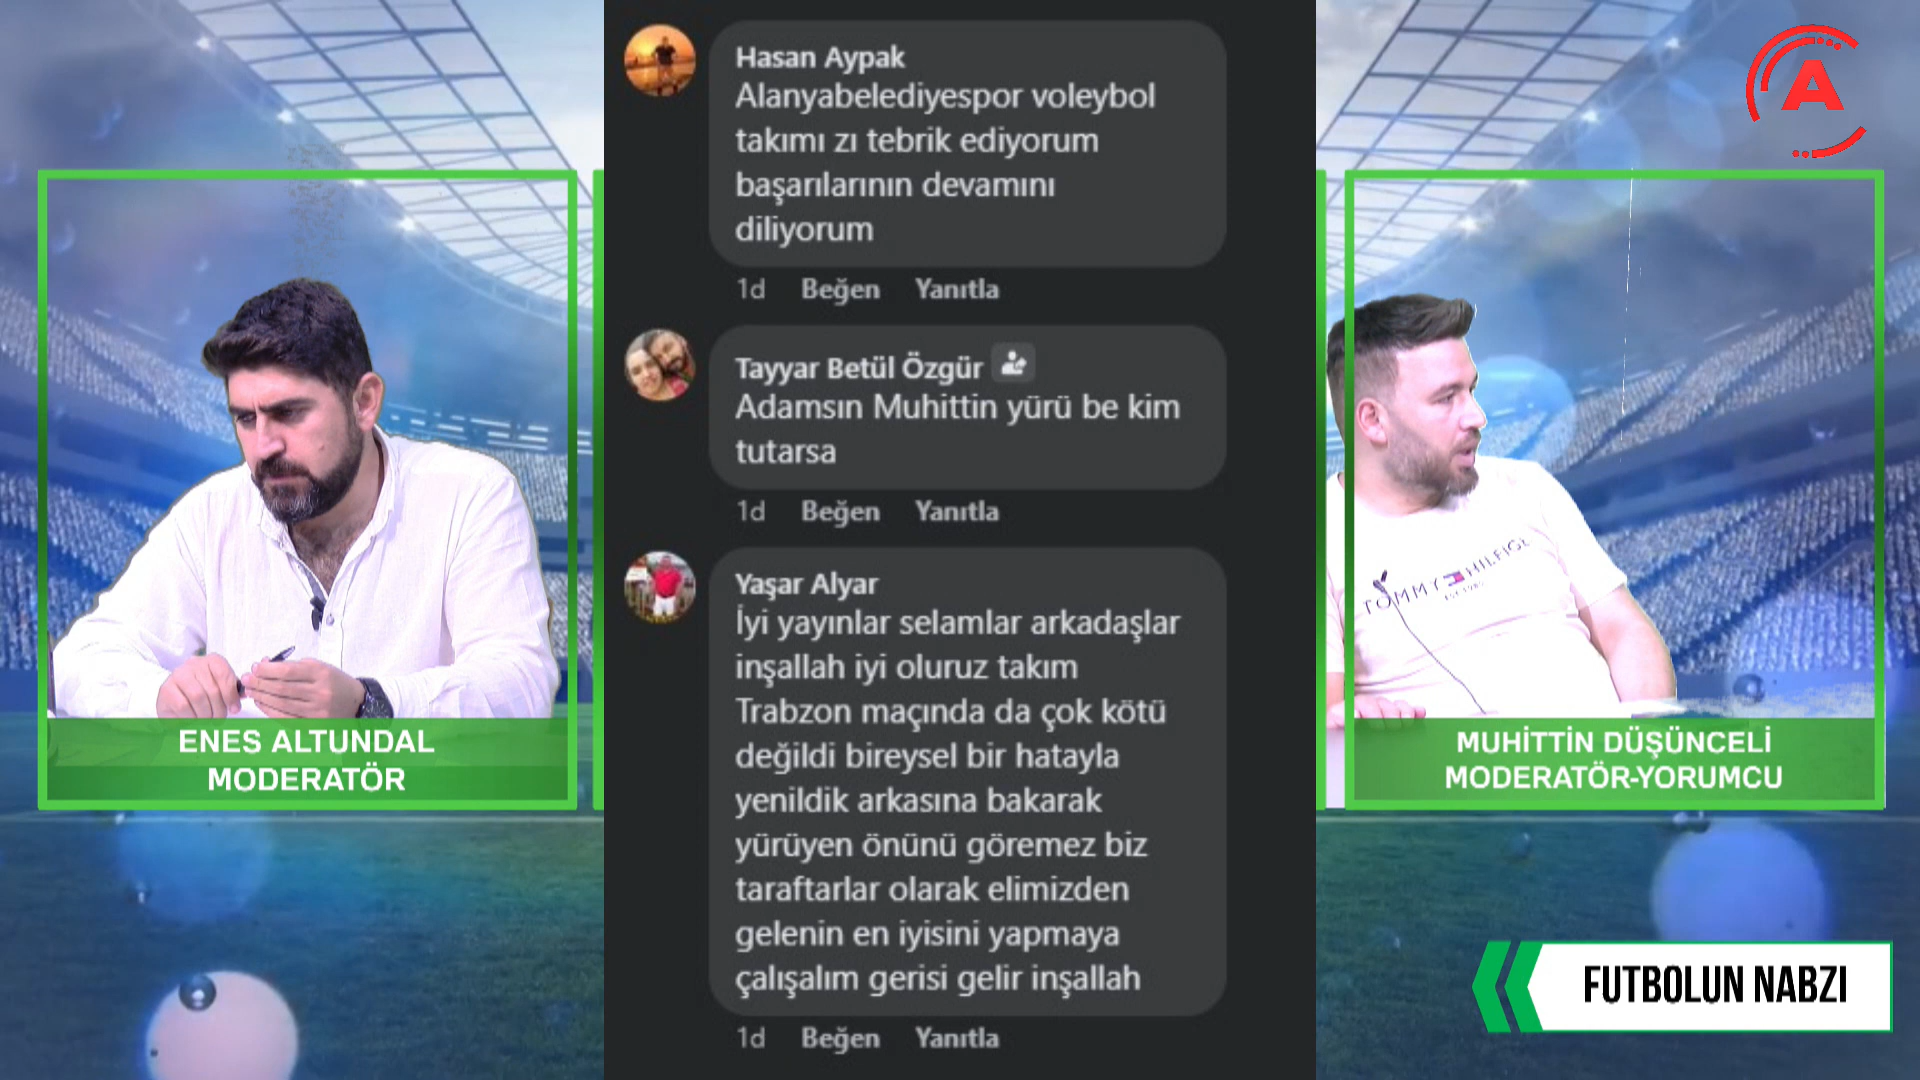 Hasan Aypak
Alanyabelediyespor voleybol
takımı zı tebrik ediyorum
başarılarının devamını
diliyorum
1d Beğen Yanıtla
Tayyar Betül Özgür
Adamsın Muhittin yürü be kim
tutarsa
1d Beğen Yanıtla
Yaşar Alyar
İyi yayınlar selamlar arkadaşlar
inşallah iyi oluruz takım
Trabzon maçında da çok kötü
değildi bireysel bir hatayla
yenildik arkasına bakarak
yürüyen önünü göremez biz
taraftarlar olarak elimizden
gelenin en iyisini yapmaya
çalışalım gerisi gelir inşallah
1d Beğen Yanıtla
ENES ALTUNDAL
MODERATÖR
A
TOMMY HILFIGER
MUHİTTİN DÜŞÜNCELİ
MODERATÖR-YORUMCU
FUTBOLUN NABZI